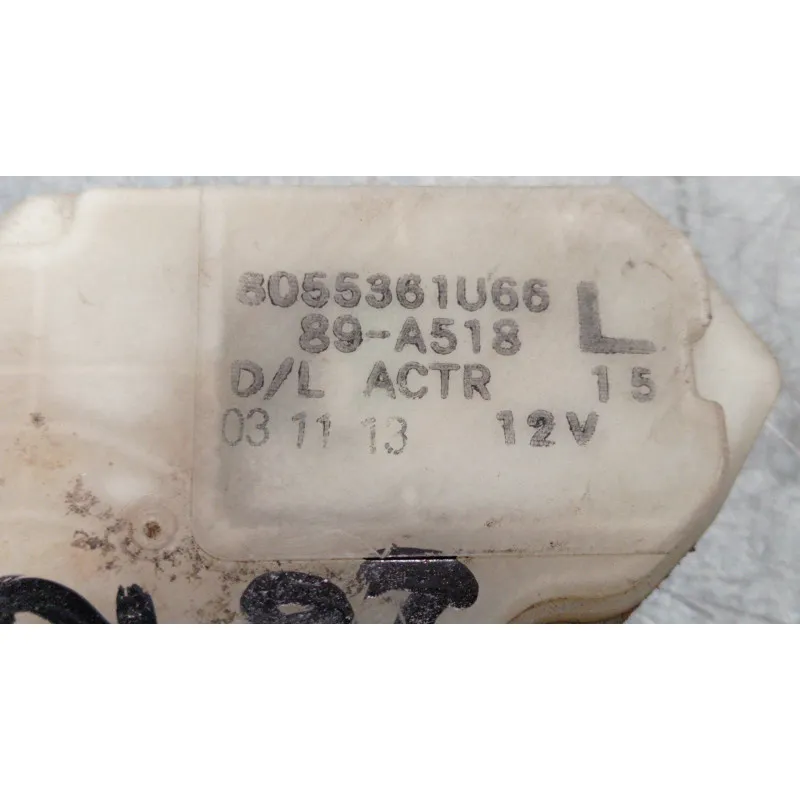 8055361U66
89-A518 L
D/L ACTR 15
03 11 13 12V